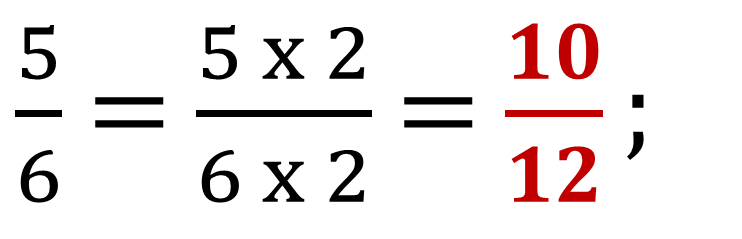 5/6 = 5 x 2/6 x 2 = 10/12 ;